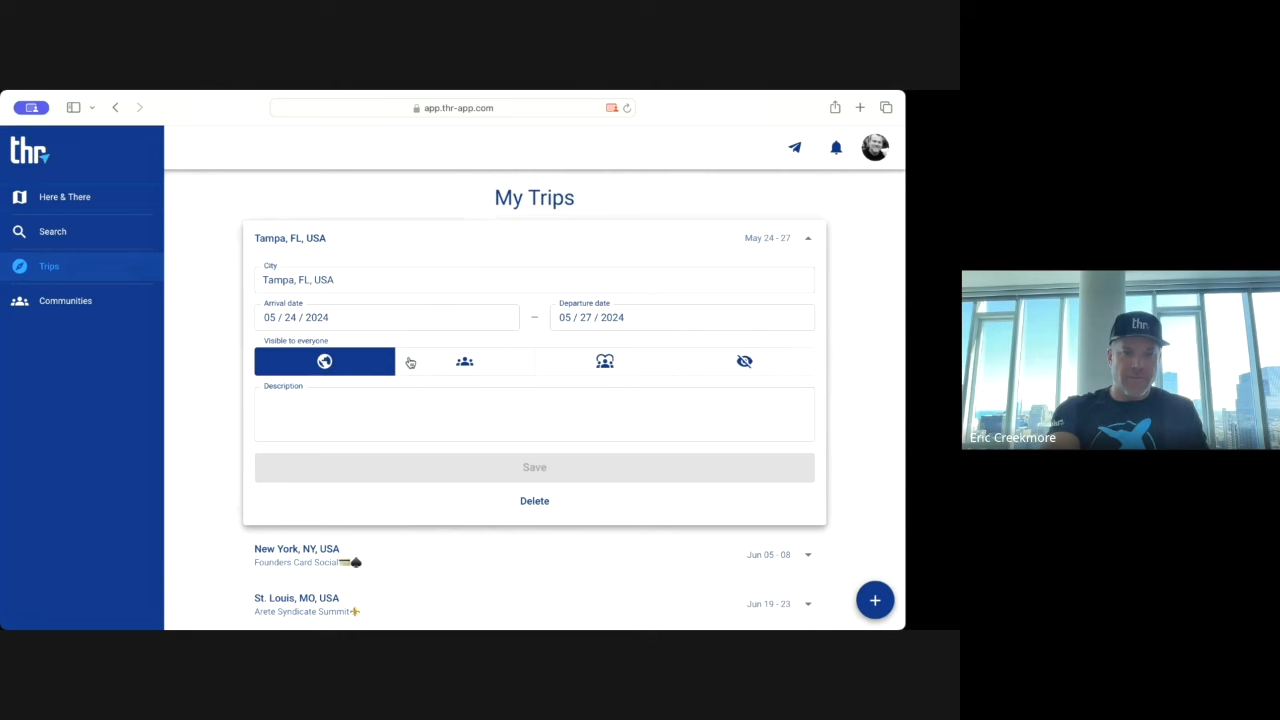 app.thr-app.com
thr
Here & There
Search
Trips
Communities
My Trips
Tampa, FL, USA
May 24 - 27
City
Tampa, FL, USA
Arrival date
05 / 24 / 2024
–
Departure date
05 / 27 / 2024
Visible to everyone
Description
Save
Delete
New York, NY, USA
Jun 05 - 08
Founders Card Social
St. Louis, MO, USA
Jun 19 - 23
Arete Syndicate Summit
thr
Eric Creekmore